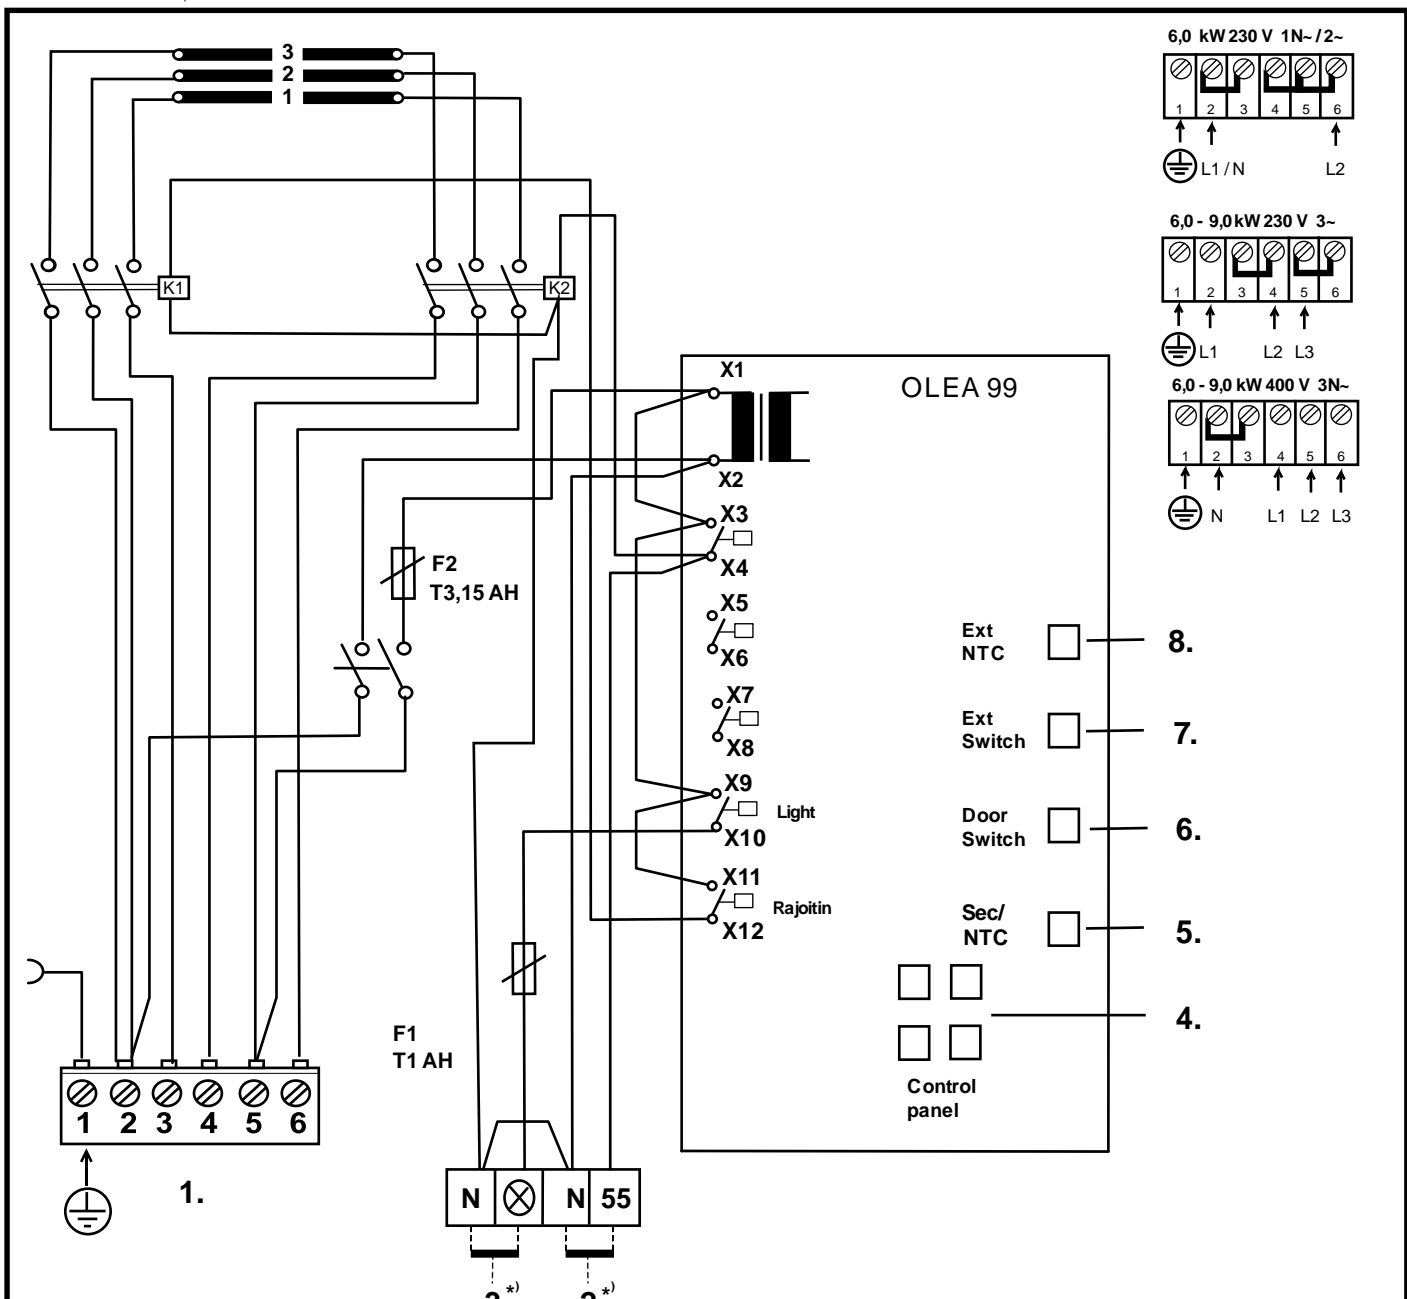 3
2
1
K1
K2
6,0 kW 230 V 1N~ / 2~
1 2 3 4 5 6
L1 / N L2
6,0 - 9,0 kW 230 V 3~
1 2 3 4 5 6
L1 L2 L3
6,0 - 9,0 kW 400 V 3N~
1 2 3 4 5 6
N L1 L2 L3
OLEA 99
X1
X2
X3
X4
X5
X6
X7
X8
X9
Light
X10
X11
Rajoitin
X12
F2
T3,15 AH
Ext
NTC
8.
Ext
Switch
7.
Door
Switch
6.
Sec/
NTC
5.
4.
Control
panel
F1
T1 AH
1 2 3 4 5 6
1.
N N 55
*) *)